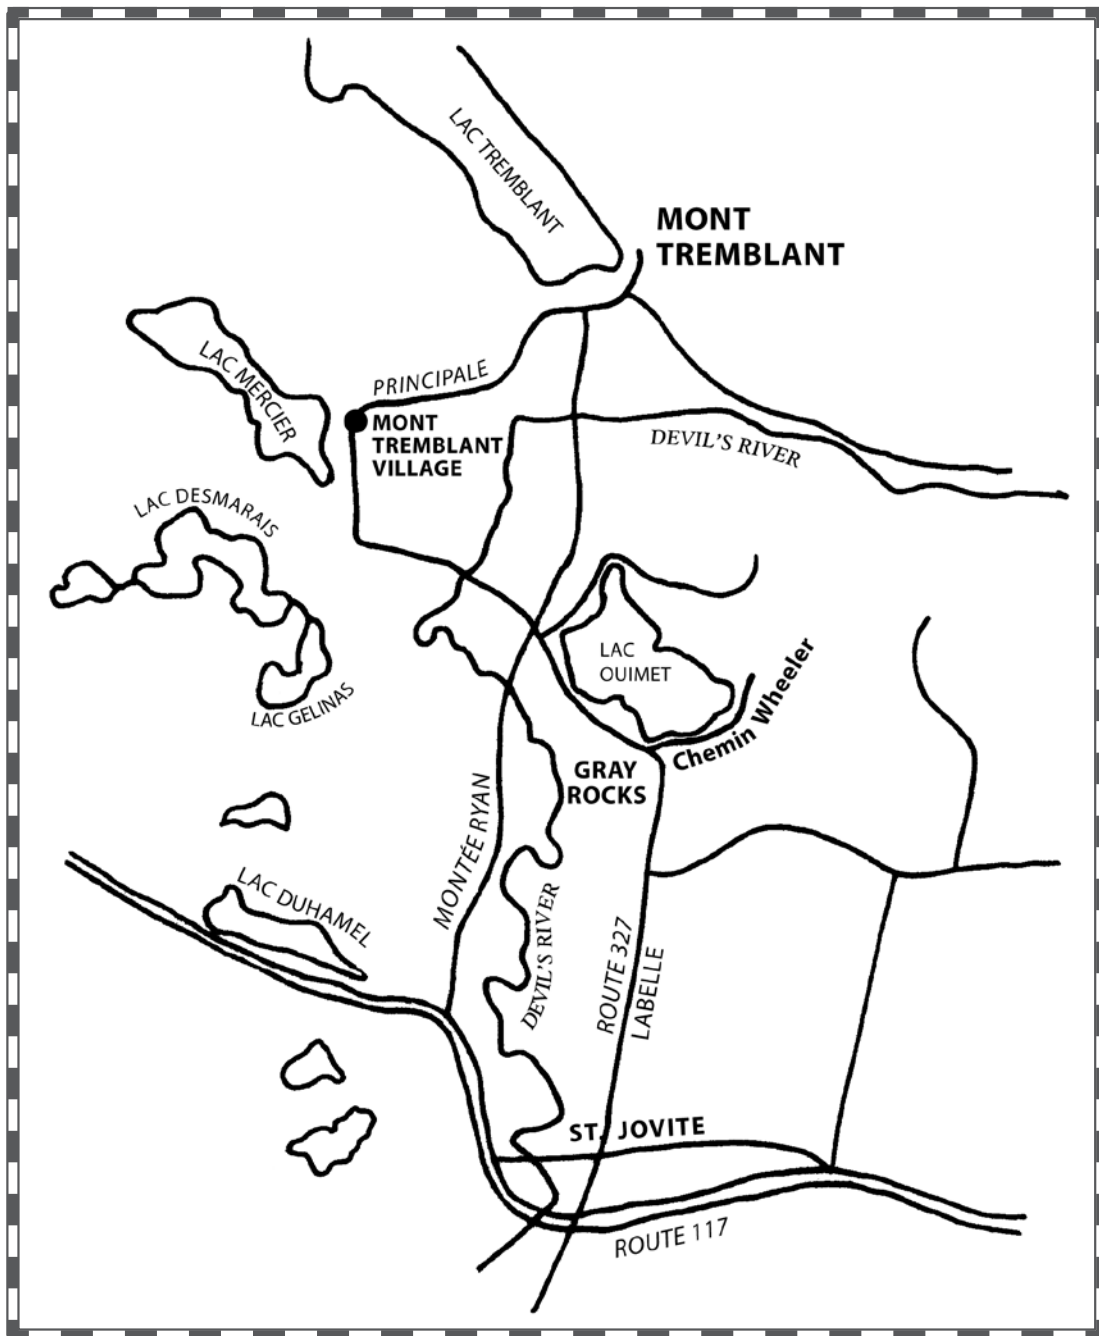 LAC TREMBLANT
MONT
TREMBLANT
LAC MERCIER
PRINCIPALE
MONT
TREMBLANT
VILLAGE
DEVIL'S RIVER
LAC DESMARAIS
LAC
OUIMET
Chemin Wheeler
LAC GELINAS
GRAY
ROCKS
MONTÉE RYAN
LAC DUHAMEL
DEVIL'S RIVER
ROUTE 327
LABELLE
ST. JOVITE
ROUTE 117